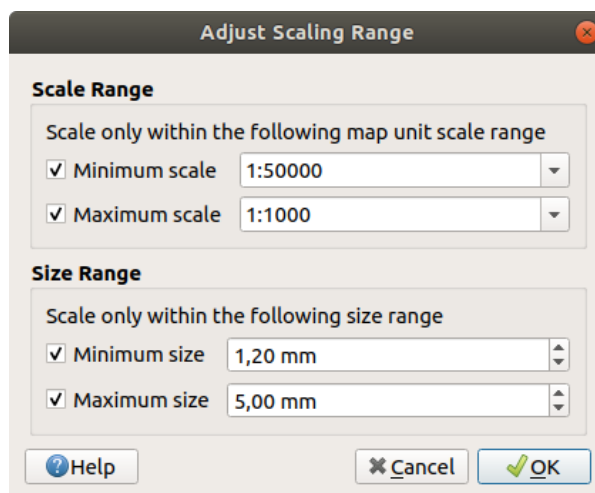 Adjust Scaling Range
Scale Range
Scale only within the following map unit scale range
Minimum scale 1:50000
Maximum scale 1:1000
Size Range
Scale only within the following size range
Minimum size 1,20 mm
Maximum size 5,00 mm
Help Cancel OK